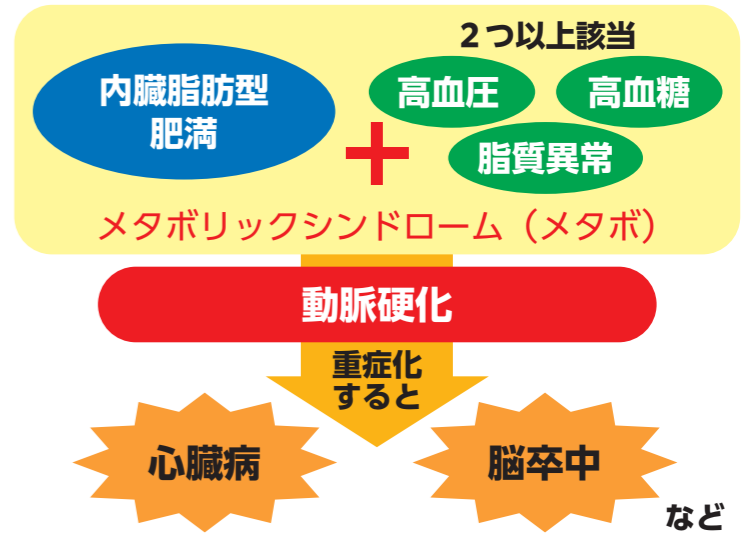 2つ以上該当
内臓脂肪型
肥満
+
高血圧
高血糖
脂質異常
メタボリックシンドローム（メタボ）
動脈硬化
重症化
すると
心臓病
脳卒中
など